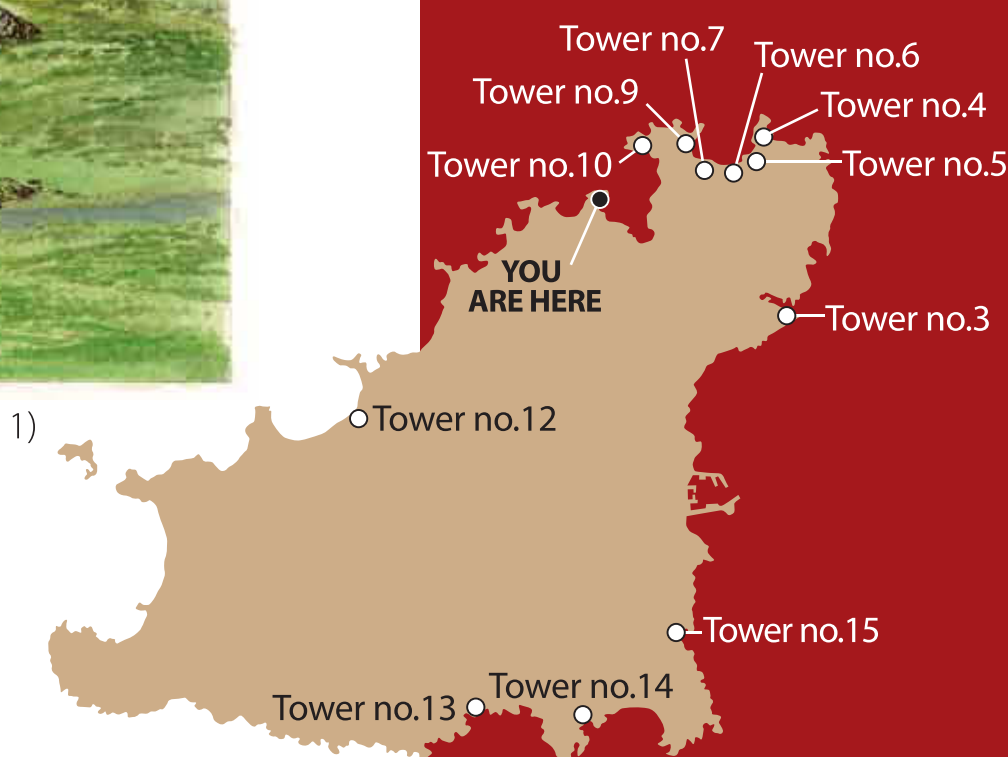 Tower no.7
Tower no.6
Tower no.9
Tower no.4
Tower no.10
Tower no.5
YOU
ARE HERE
Tower no.3
1)
Tower no.12
Tower no.15
Tower no.14
Tower no.13